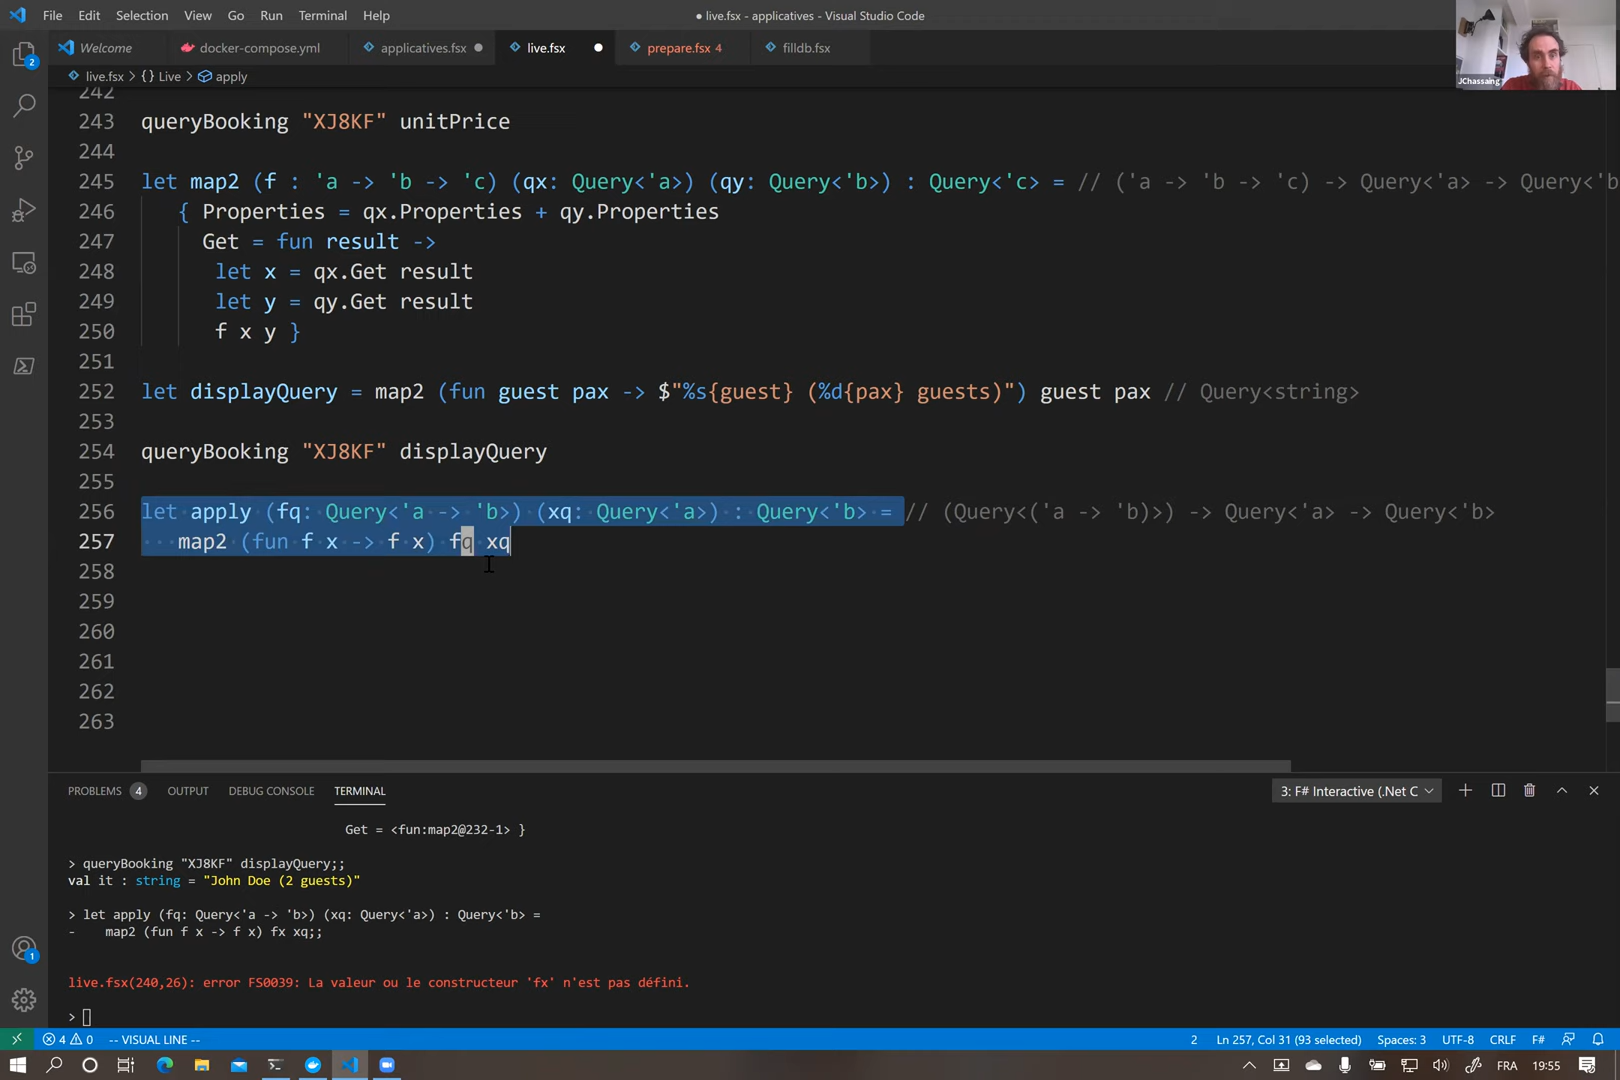 File Edit Selection View Go Run Terminal Help
● live.fsx - applicatives - Visual Studio Code
Welcome docker-compose.yml applicatives.fsx live.fsx prepare.fsx 4 filldb.fsx
live.fsx > {} Live > apply
JChassaing
2
242
243 queryBooking "XJ8KF" unitPrice
244
245 let map2 (f : 'a -> 'b -> 'c) (qx: Query<'a>) (qy: Query<'b>) : Query<'c> = // ('a -> 'b -> 'c) -> Query<'a> -> Query<'b
246 { Properties = qx.Properties + qy.Properties
247 Get = fun result ->
248 let x = qx.Get result
249 let y = qy.Get result
250 f x y }
251
252 let displayQuery = map2 (fun guest pax -> $"%s{guest} (%d{pax} guests)") guest pax // Query<string>
253
254 queryBooking "XJ8KF" displayQuery
255
256 let apply (fq: Query<'a -> 'b>) (xq: Query<'a>) : Query<'b> = // (Query<('a -> 'b)>) -> Query<'a> -> Query<'b>
257 map2 (fun f x -> f x) fq xq
258
259
260
261
262
263
PROBLEMS 4 OUTPUT DEBUG CONSOLE TERMINAL
3: F# Interactive (.Net C
Get = <fun:map2@232-1> }
> queryBooking "XJ8KF" displayQuery;;
val it : string = "John Doe (2 guests)"
> let apply (fq: Query<'a -> 'b>) (xq: Query<'a>) : Query<'b> =
- map2 (fun f x -> f x) fx xq;;
live.fsx(240,26): error FS0039: La valeur ou le constructeur 'fx' n'est pas défini.
>
1
4 0 -- VISUAL LINE --
2 Ln 257, Col 31 (93 selected) Spaces: 3 UTF-8 CRLF F#
FRA 19:55